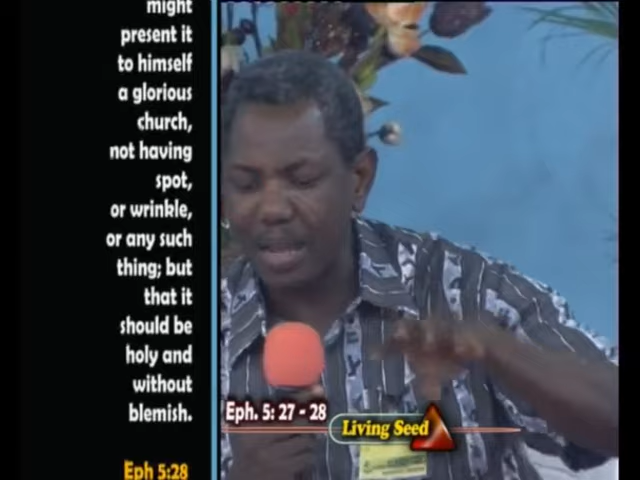 might
present it
to himself
a glorious
church,
not having
spot,
or wrinkle,
or any such
thing; but
that it
should be
holy and
without
blemish.
Eph 5:28
Eph. 5: 27 - 28
Living Seed